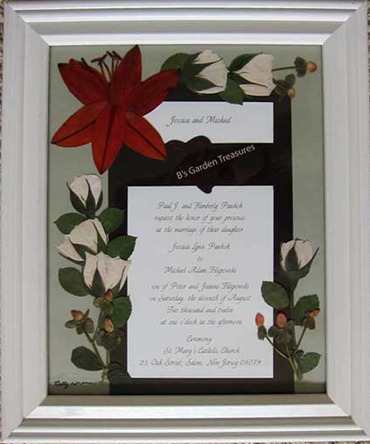 Jessica and Michael
B's Garden Treasures
Paul J. and Kimberly
request the honor of your presence
at the marriage of their daughter
Jessica Lynn
to
Michael Adam Filipowski
son of Peter and Joanna Filipowski
on Saturday, the eleventh of August
Two thousand and twelve
at one o'clock in the afternoon
Ceremony
St. Mary's Catholic Church
25 Oak Street, Salem, New Jersey 08079